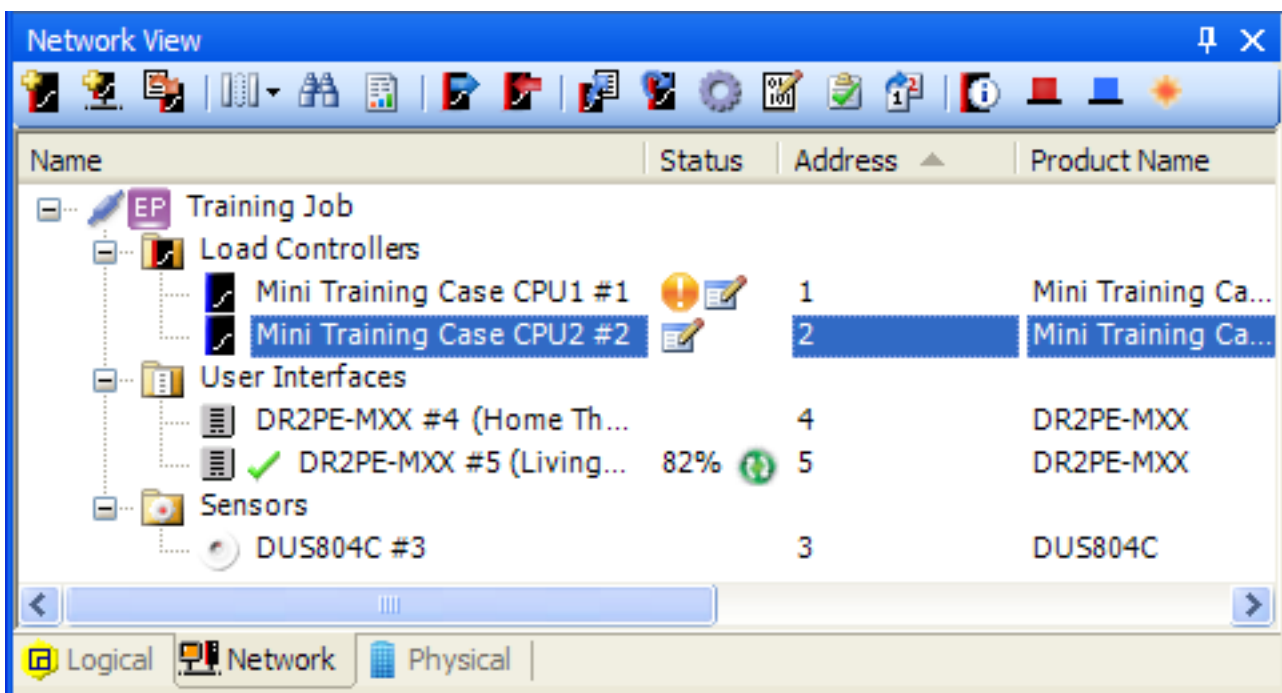 Network View
Name Status Address Product Name
EP Training Job
Load Controllers
Mini Training Case CPU1 #1 1 Mini Training Ca...
Mini Training Case CPU2 #2 2 Mini Training Ca...
User Interfaces
DR2PE-MXX #4 (Home Th... 4 DR2PE-MXX
DR2PE-MXX #5 (Living... 82% 5 DR2PE-MXX
Sensors
DUS804C #3 3 DUS804C
Logical Network Physical